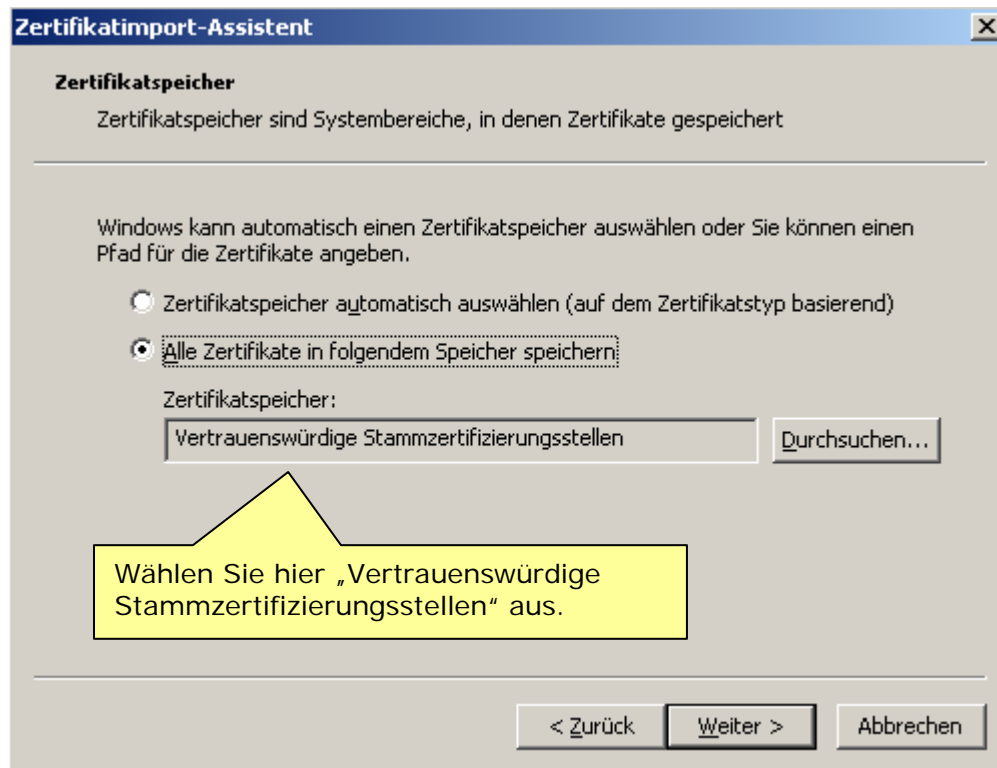 Zertifikatimport-Assistent
Zertifikatspeicher
Zertifikatspeicher sind Systembereiche, in denen Zertifikate gespeichert
Windows kann automatisch einen Zertifikatspeicher auswählen oder Sie können einen
Pfad für die Zertifikate angeben.
Zertifikatspeicher automatisch auswählen (auf dem Zertifikatstyp basierend)
Alle Zertifikate in folgendem Speicher speichern
Zertifikatspeicher:
Vertrauenswürdige Stammzertifizierungsstellen
Durchsuchen...
Wählen Sie hier „Vertrauenswürdige
Stammzertifizierungsstellen“ aus.
< Zurück
Weiter >
Abbrechen